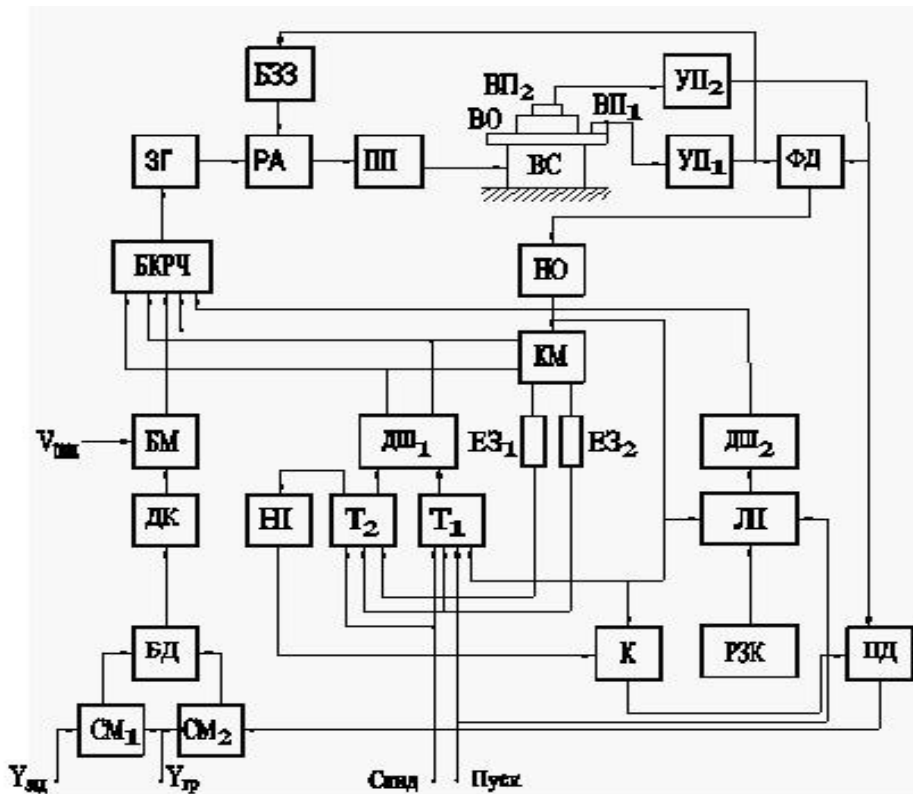 БЗЗ
УП₂
ВП₂
ВП₁
ВО
ЗГ
РА
ПП
ВС
УП₁
ФД
БКРЧ
НО
КМ
БМ
ДШ₁
ЕЗ₁
ЕЗ₂
ДШ₂
ДК
НІ
Т₂
Т₁
ЛІ
БД
К
РЗК
ПД
СМ₁
СМ₂
Y гр
Пуск